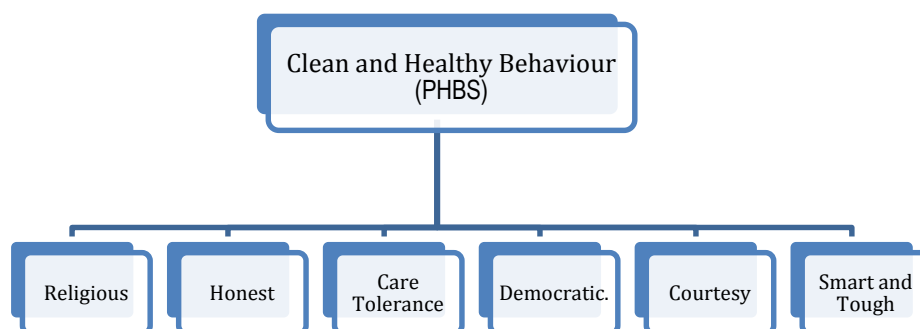 Clean and Healthy Behaviour
(PHBS)
Religious
Honest
Care
Tolerance
Democratic.
Courtesy
Smart and
Tough